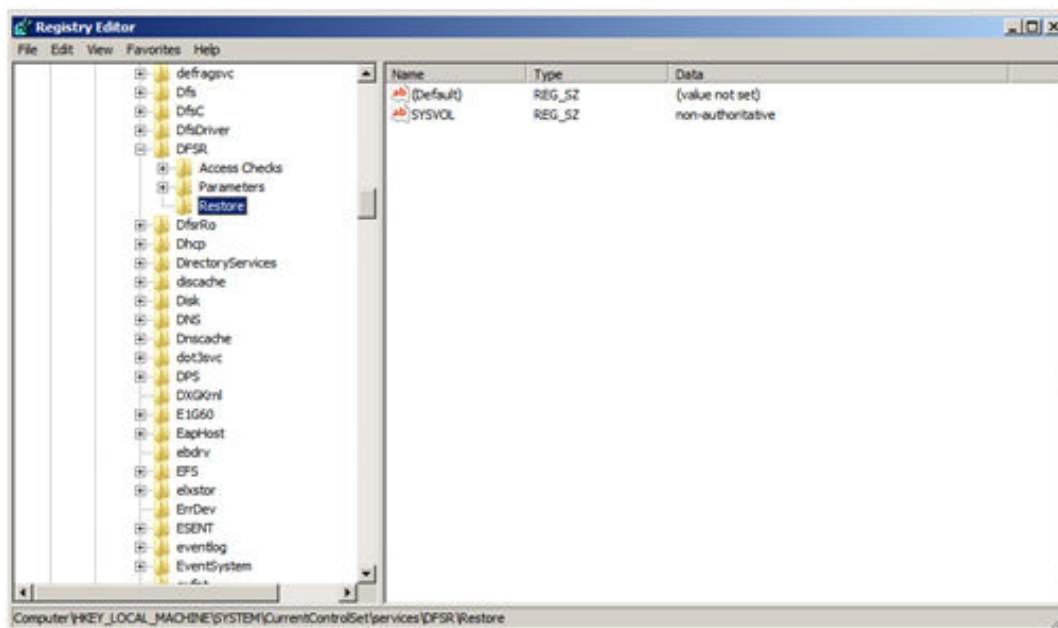 Registry Editor
File Edit View Favorites Help
defragsvc
Dfs
DfsC
DfsDriver
DFSR
Access Checks
Parameters
Restore
DfsrRo
Dhcp
DirectoryServices
discache
Disk
DNS
Dnscache
dot3svc
DPS
DXGKrnl
E1G60
EapHost
ebdrv
EFS
elxstor
ErrDev
ESENT
eventlog
EventSystem
Name Type Data
(Default) REG_SZ (value not set)
SYSVOL REG_SZ non-authoritative
Computer\HKEY_LOCAL_MACHINE\SYSTEM\CurrentControlSet\services\DFSR\Restore